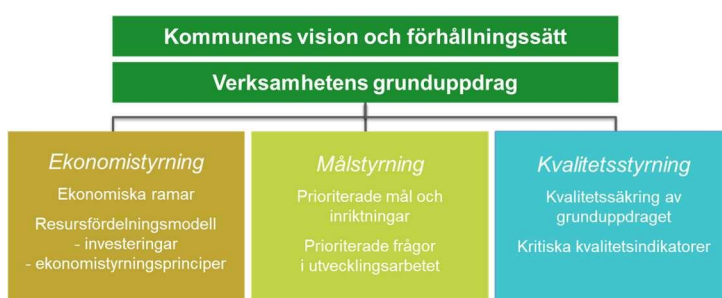 Kommunens vision och förhållningssätt
Verksamhetens grunduppdrag
Ekonomistyrning
Ekonomiska ramar
Resursfördelningsmodell
- investeringar
- ekonomistyrningsprinciper
Målstyrning
Prioriterade mål och
inriktningar
Prioriterade frågor
i utvecklingsarbetet
Kvalitetsstyrning
Kvalitetssäkring av
grunduppdraget
Kritiska kvalitetsindikatorer